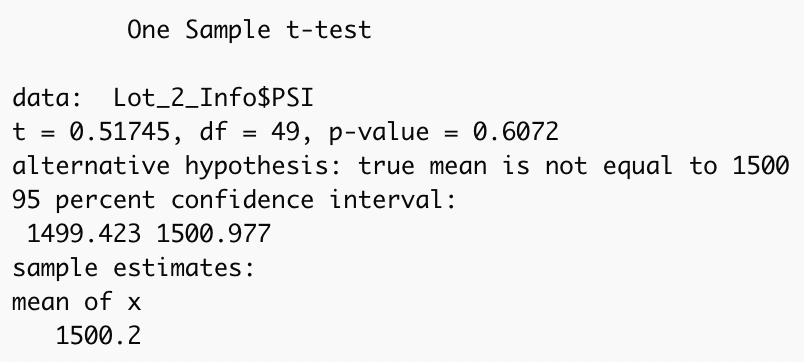 One Sample t-test
data:  Lot_2_Info$PSI
t = 0.51745, df = 49, p-value = 0.6072
alternative hypothesis: true mean is not equal to 1500
95 percent confidence interval:
1499.423 1500.977
sample estimates:
mean of x
1500.2